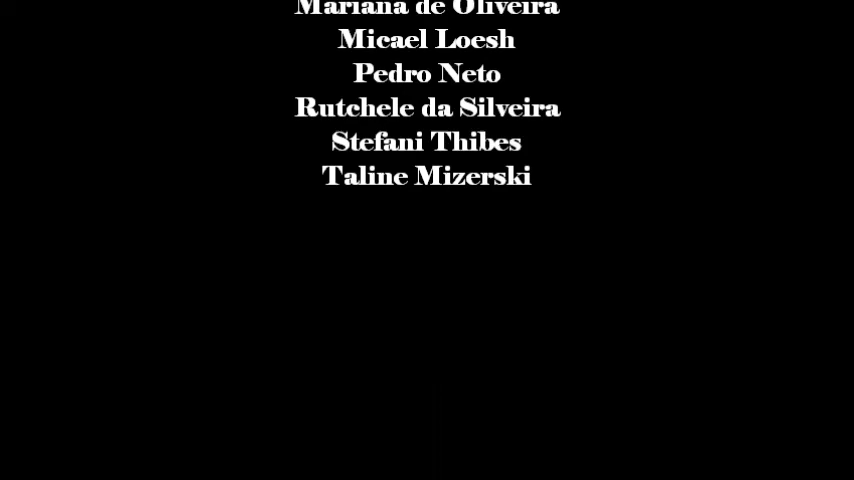 Mariana de Oliveira
Micael Loesh
Pedro Neto
Rutchele da Silveira
Stefani Thibes
Taline Mizerski